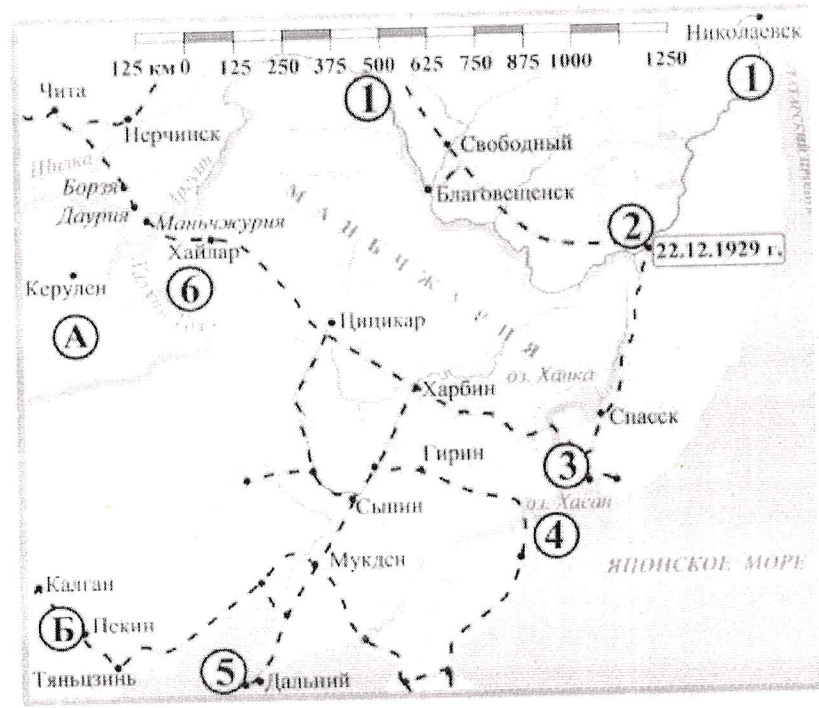 Николаевск
125 км 0 125 250 375 500 625 750 875 1000 1250
1
1
Чита
Нерчинск
Шилка
Аргунь
Свободный
Борзя
Благовещенск
Даурия
Маньчжурия
МАНЬЧЖУРИЯ
2
22.12.1929 г.
Хайлар
6
Керулен
А
Цицикар
оз. Ханка
Харбин
Спасск
Гирин
3
Сыпин
оз. Хасан
4
Мукден
ЯПОНСКОЕ МОРЕ
Калган
Б
Пекин
Тяньцзинь
5
Дальний